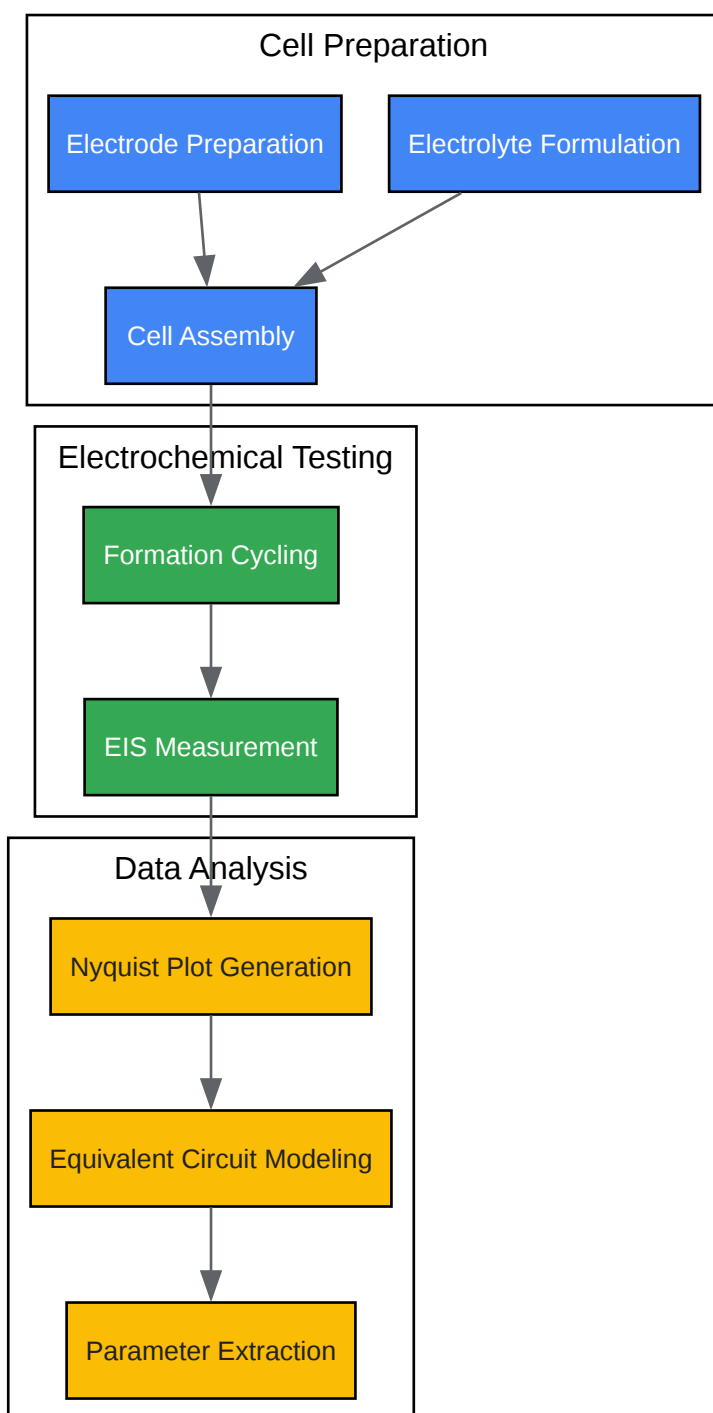 Cell Preparation
Electrode Preparation
Electrolyte Formulation
Cell Assembly
Electrochemical Testing
Formation Cycling
EIS Measurement
Data Analysis
Nyquist Plot Generation
Equivalent Circuit Modeling
Parameter Extraction